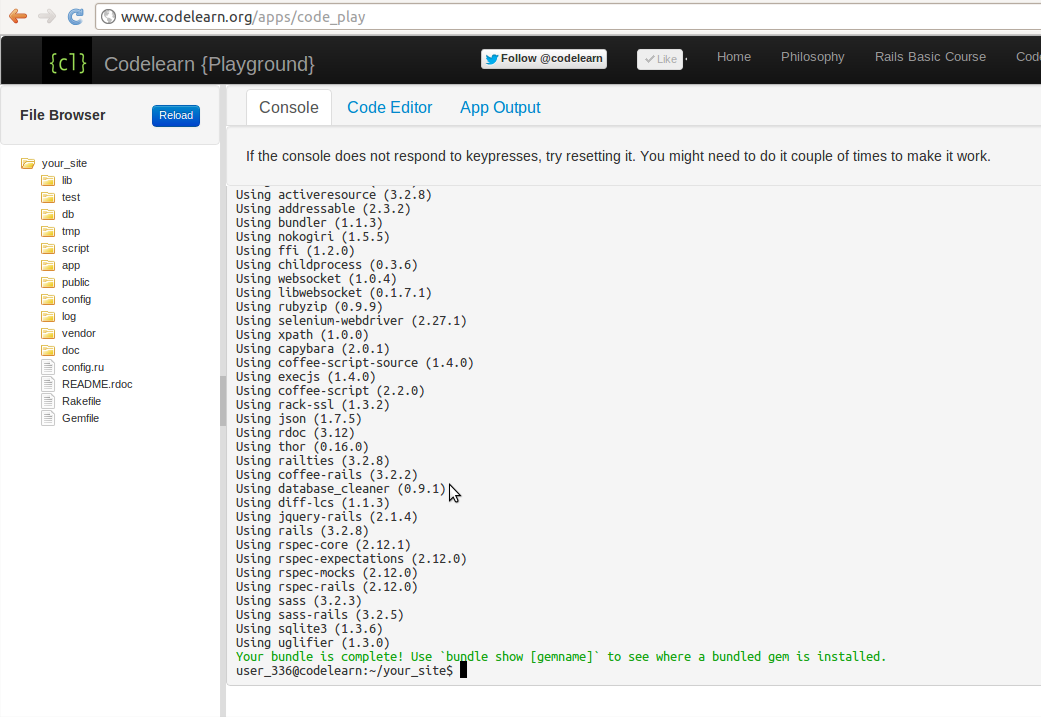 www.codelearn.org/apps/code_play
{cl} Codelearn {Playground}
Follow @codelearn
Like
Home
Philosophy
Rails Basic Course
File Browser
Reload
your_site
lib
test
db
tmp
script
app
public
config
log
vendor
doc
config.ru
README.rdoc
Rakefile
Gemfile
Console
Code Editor
App Output
If the console does not respond to keypresses, try resetting it. You might need to do it couple of times to make it work.
Using activeresource (3.2.8)
Using addressable (2.3.2)
Using bundler (1.1.3)
Using nokogiri (1.5.5)
Using ffi (1.2.0)
Using childprocess (0.3.6)
Using websocket (1.0.4)
Using libwebsocket (0.1.7.1)
Using rubyzip (0.9.9)
Using selenium-webdriver (2.27.1)
Using xpath (1.0.0)
Using capybara (2.0.1)
Using coffee-script-source (1.4.0)
Using execjs (1.4.0)
Using coffee-script (2.2.0)
Using rack-ssl (1.3.2)
Using json (1.7.5)
Using rdoc (3.12)
Using thor (0.16.0)
Using railties (3.2.8)
Using coffee-rails (3.2.2)
Using database_cleaner (0.9.1)
Using diff-lcs (1.1.3)
Using jquery-rails (2.1.4)
Using rails (3.2.8)
Using rspec-core (2.12.1)
Using rspec-expectations (2.12.0)
Using rspec-mocks (2.12.0)
Using rspec-rails (2.12.0)
Using sass (3.2.3)
Using sass-rails (3.2.5)
Using sqlite3 (1.3.6)
Using uglifier (1.3.0)
Your bundle is complete! Use `bundle show [gemname]` to see where a bundled gem is installed.
user_336@codelearn:~/your_site$